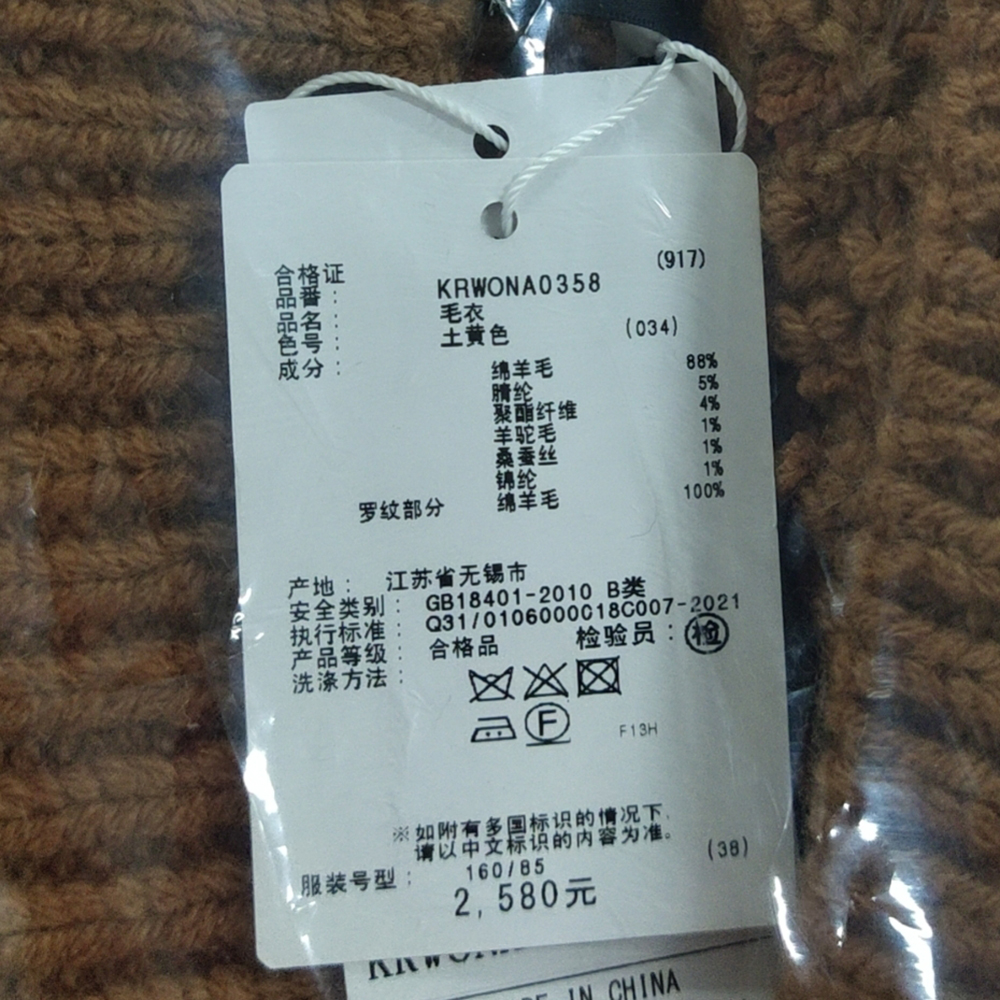 (917)
合格证
品番： KRWONA0358
品名： 毛衣
色号： 土黄色 (034)
成分： 绵羊毛 88%
腈纶 5%
聚酯纤维 4%
羊驼毛 1%
桑蚕丝 1%
锦纶 1%
罗纹部分 绵羊毛 100%
产地： 江苏省无锡市
安全类别： GB18401-2010 B类
执行标准： Q31/0106000018C007-2021
产品等级： 合格品 检验员：检
洗涤方法：
F
F13H
※如附有多国标识的情况下，
请以中文标识的内容为准。
(38)
服装号型： 160/85
2,580元
IN CHINA